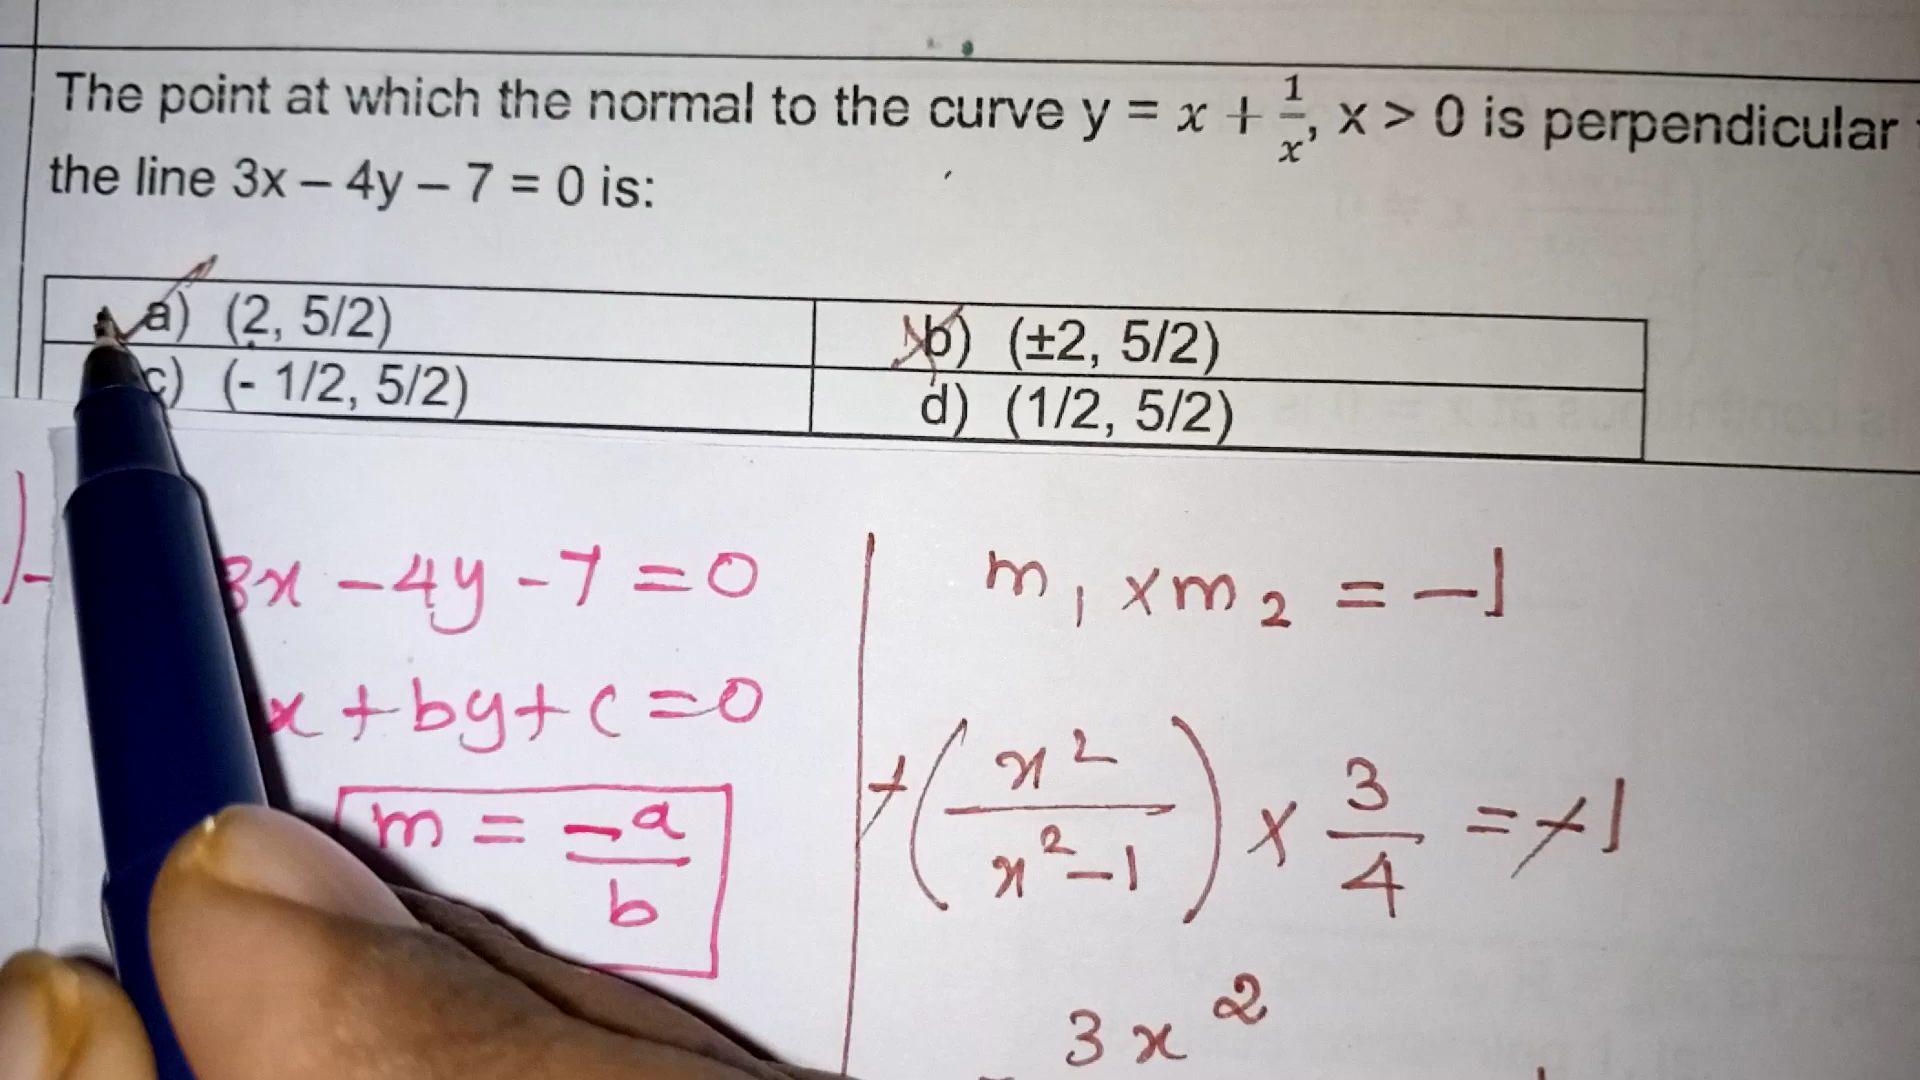 The point at which the normal to the curve y = x + 1/x, x > 0 is perpendicular
the line 3x – 4y – 7 = 0 is:
a) (2, 5/2)
b) (±2, 5/2)
c) (- 1/2, 5/2)
d) (1/2, 5/2)
3x - 4y - 7 = 0
x + by + c = 0
m = -a/b
m₁ × m₂ = -1
-(x²/(x²-1)) × 3/4 = -1
3x²